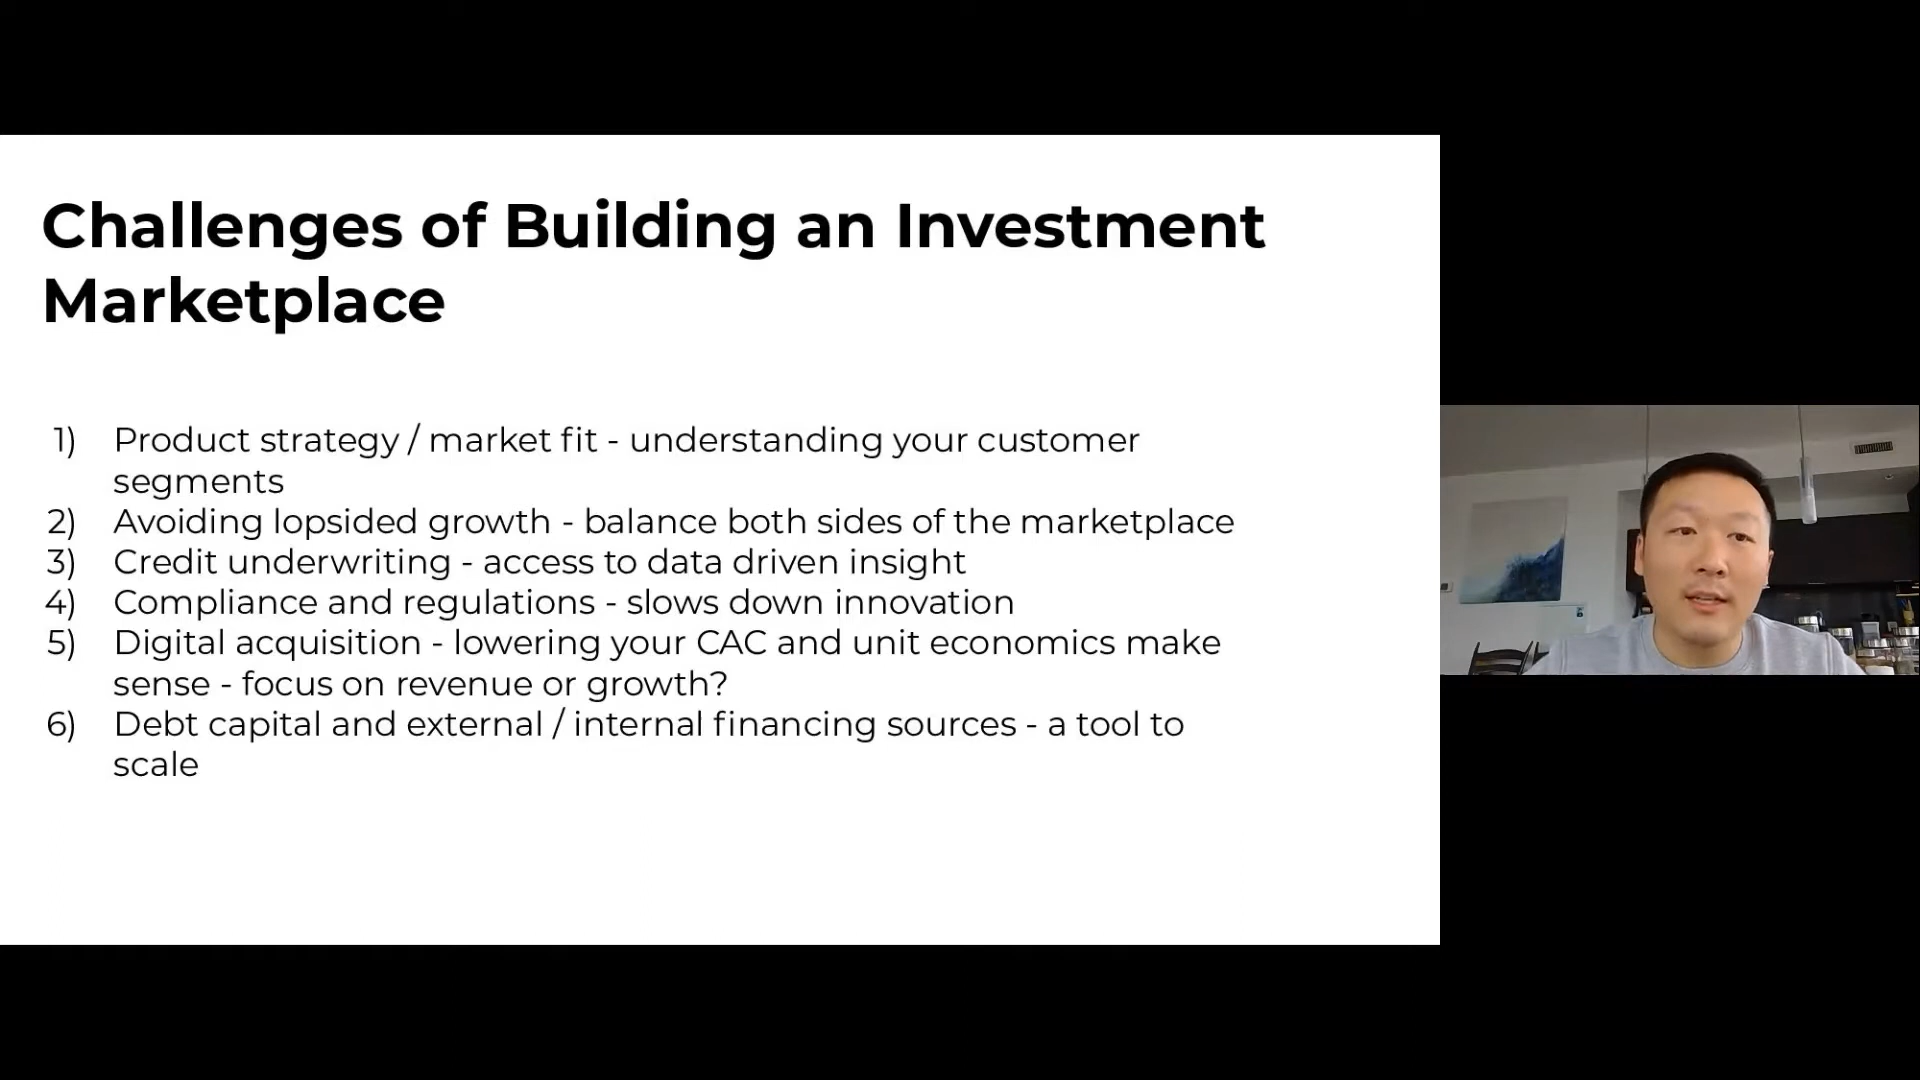 Challenges of Building an Investment
Marketplace
1) Product strategy / market fit - understanding your customer
segments
2) Avoiding lopsided growth - balance both sides of the marketplace
3) Credit underwriting - access to data driven insight
4) Compliance and regulations - slows down innovation
5) Digital acquisition - lowering your CAC and unit economics make
sense - focus on revenue or growth?
6) Debt capital and external / internal financing sources - a tool to
scale